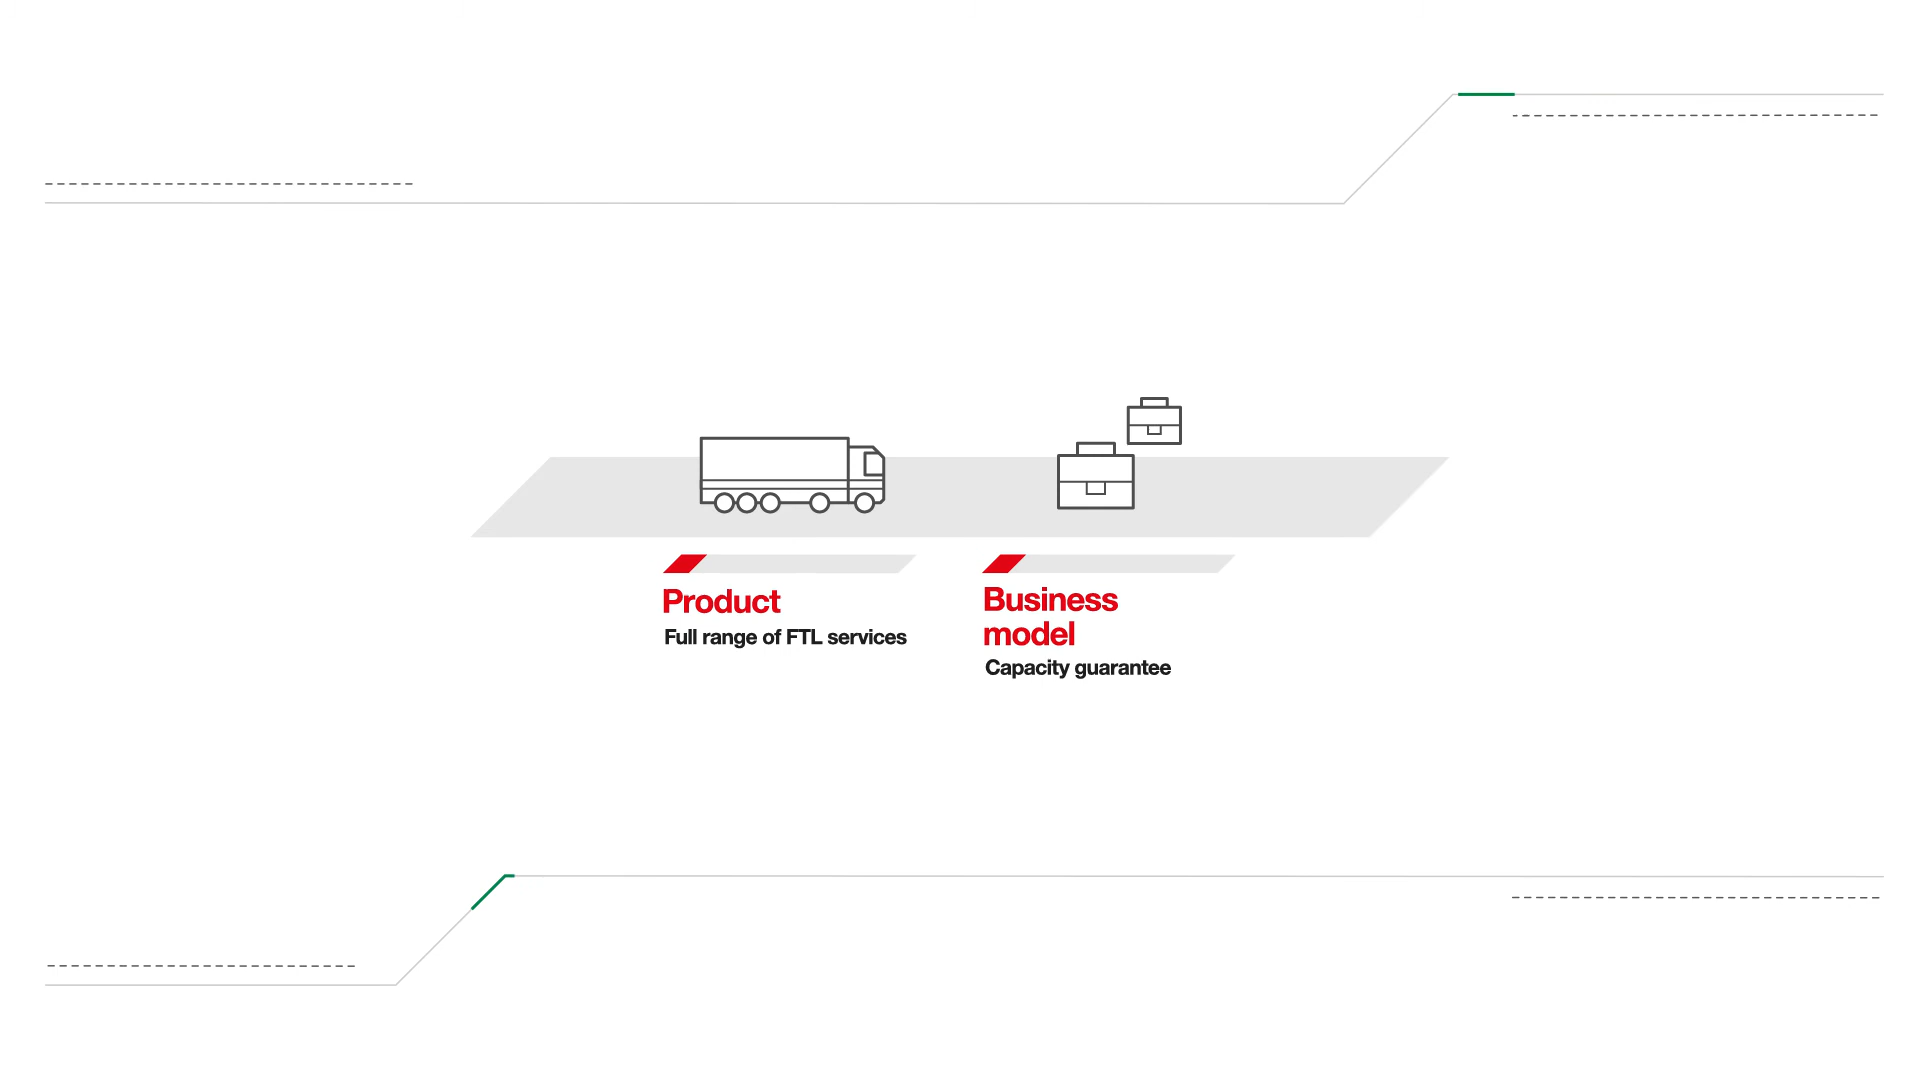 Product
Full range of FTL services
Business
model
Capacity guarantee